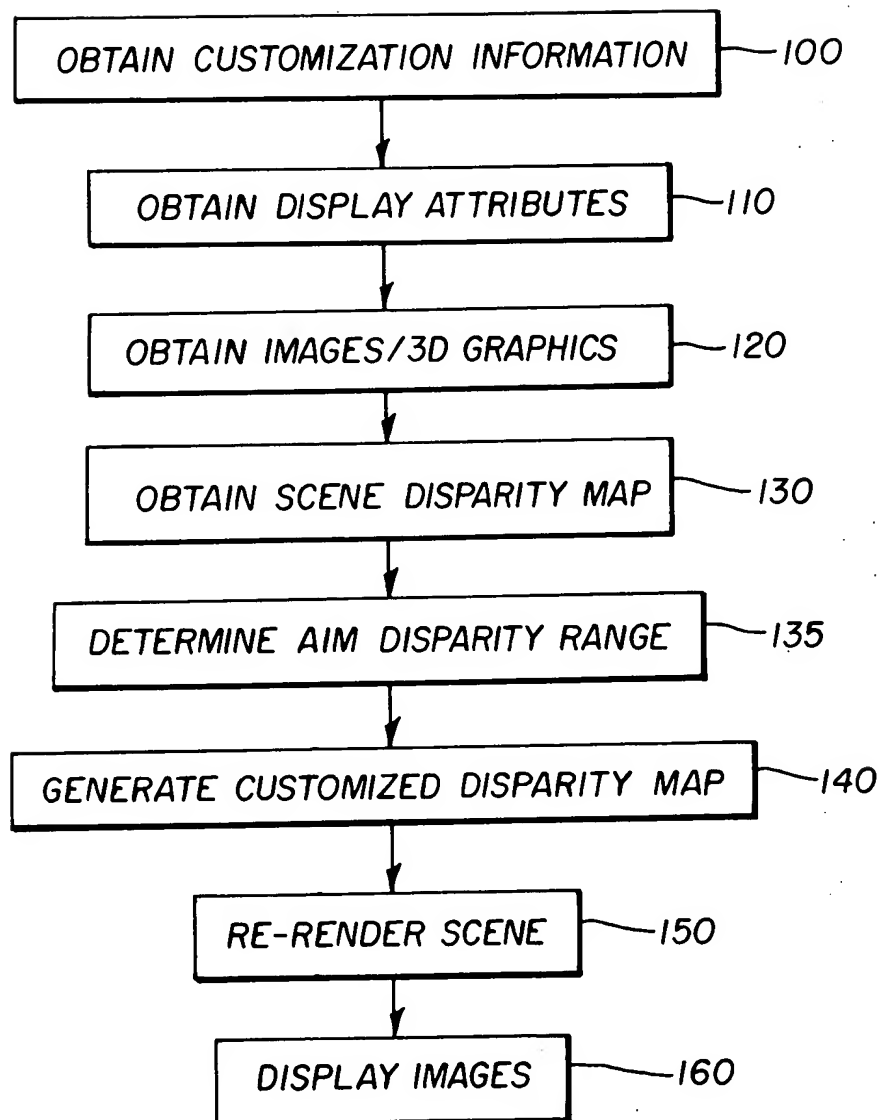 OBTAIN CUSTOMIZATION INFORMATION 100
OBTAIN DISPLAY ATTRIBUTES 110
OBTAIN IMAGES/3D GRAPHICS 120
OBTAIN SCENE DISPARITY MAP 130
DETERMINE AIM DISPARITY RANGE 135
GENERATE CUSTOMIZED DISPARITY MAP 140
RE-RENDER SCENE 150
DISPLAY IMAGES 160